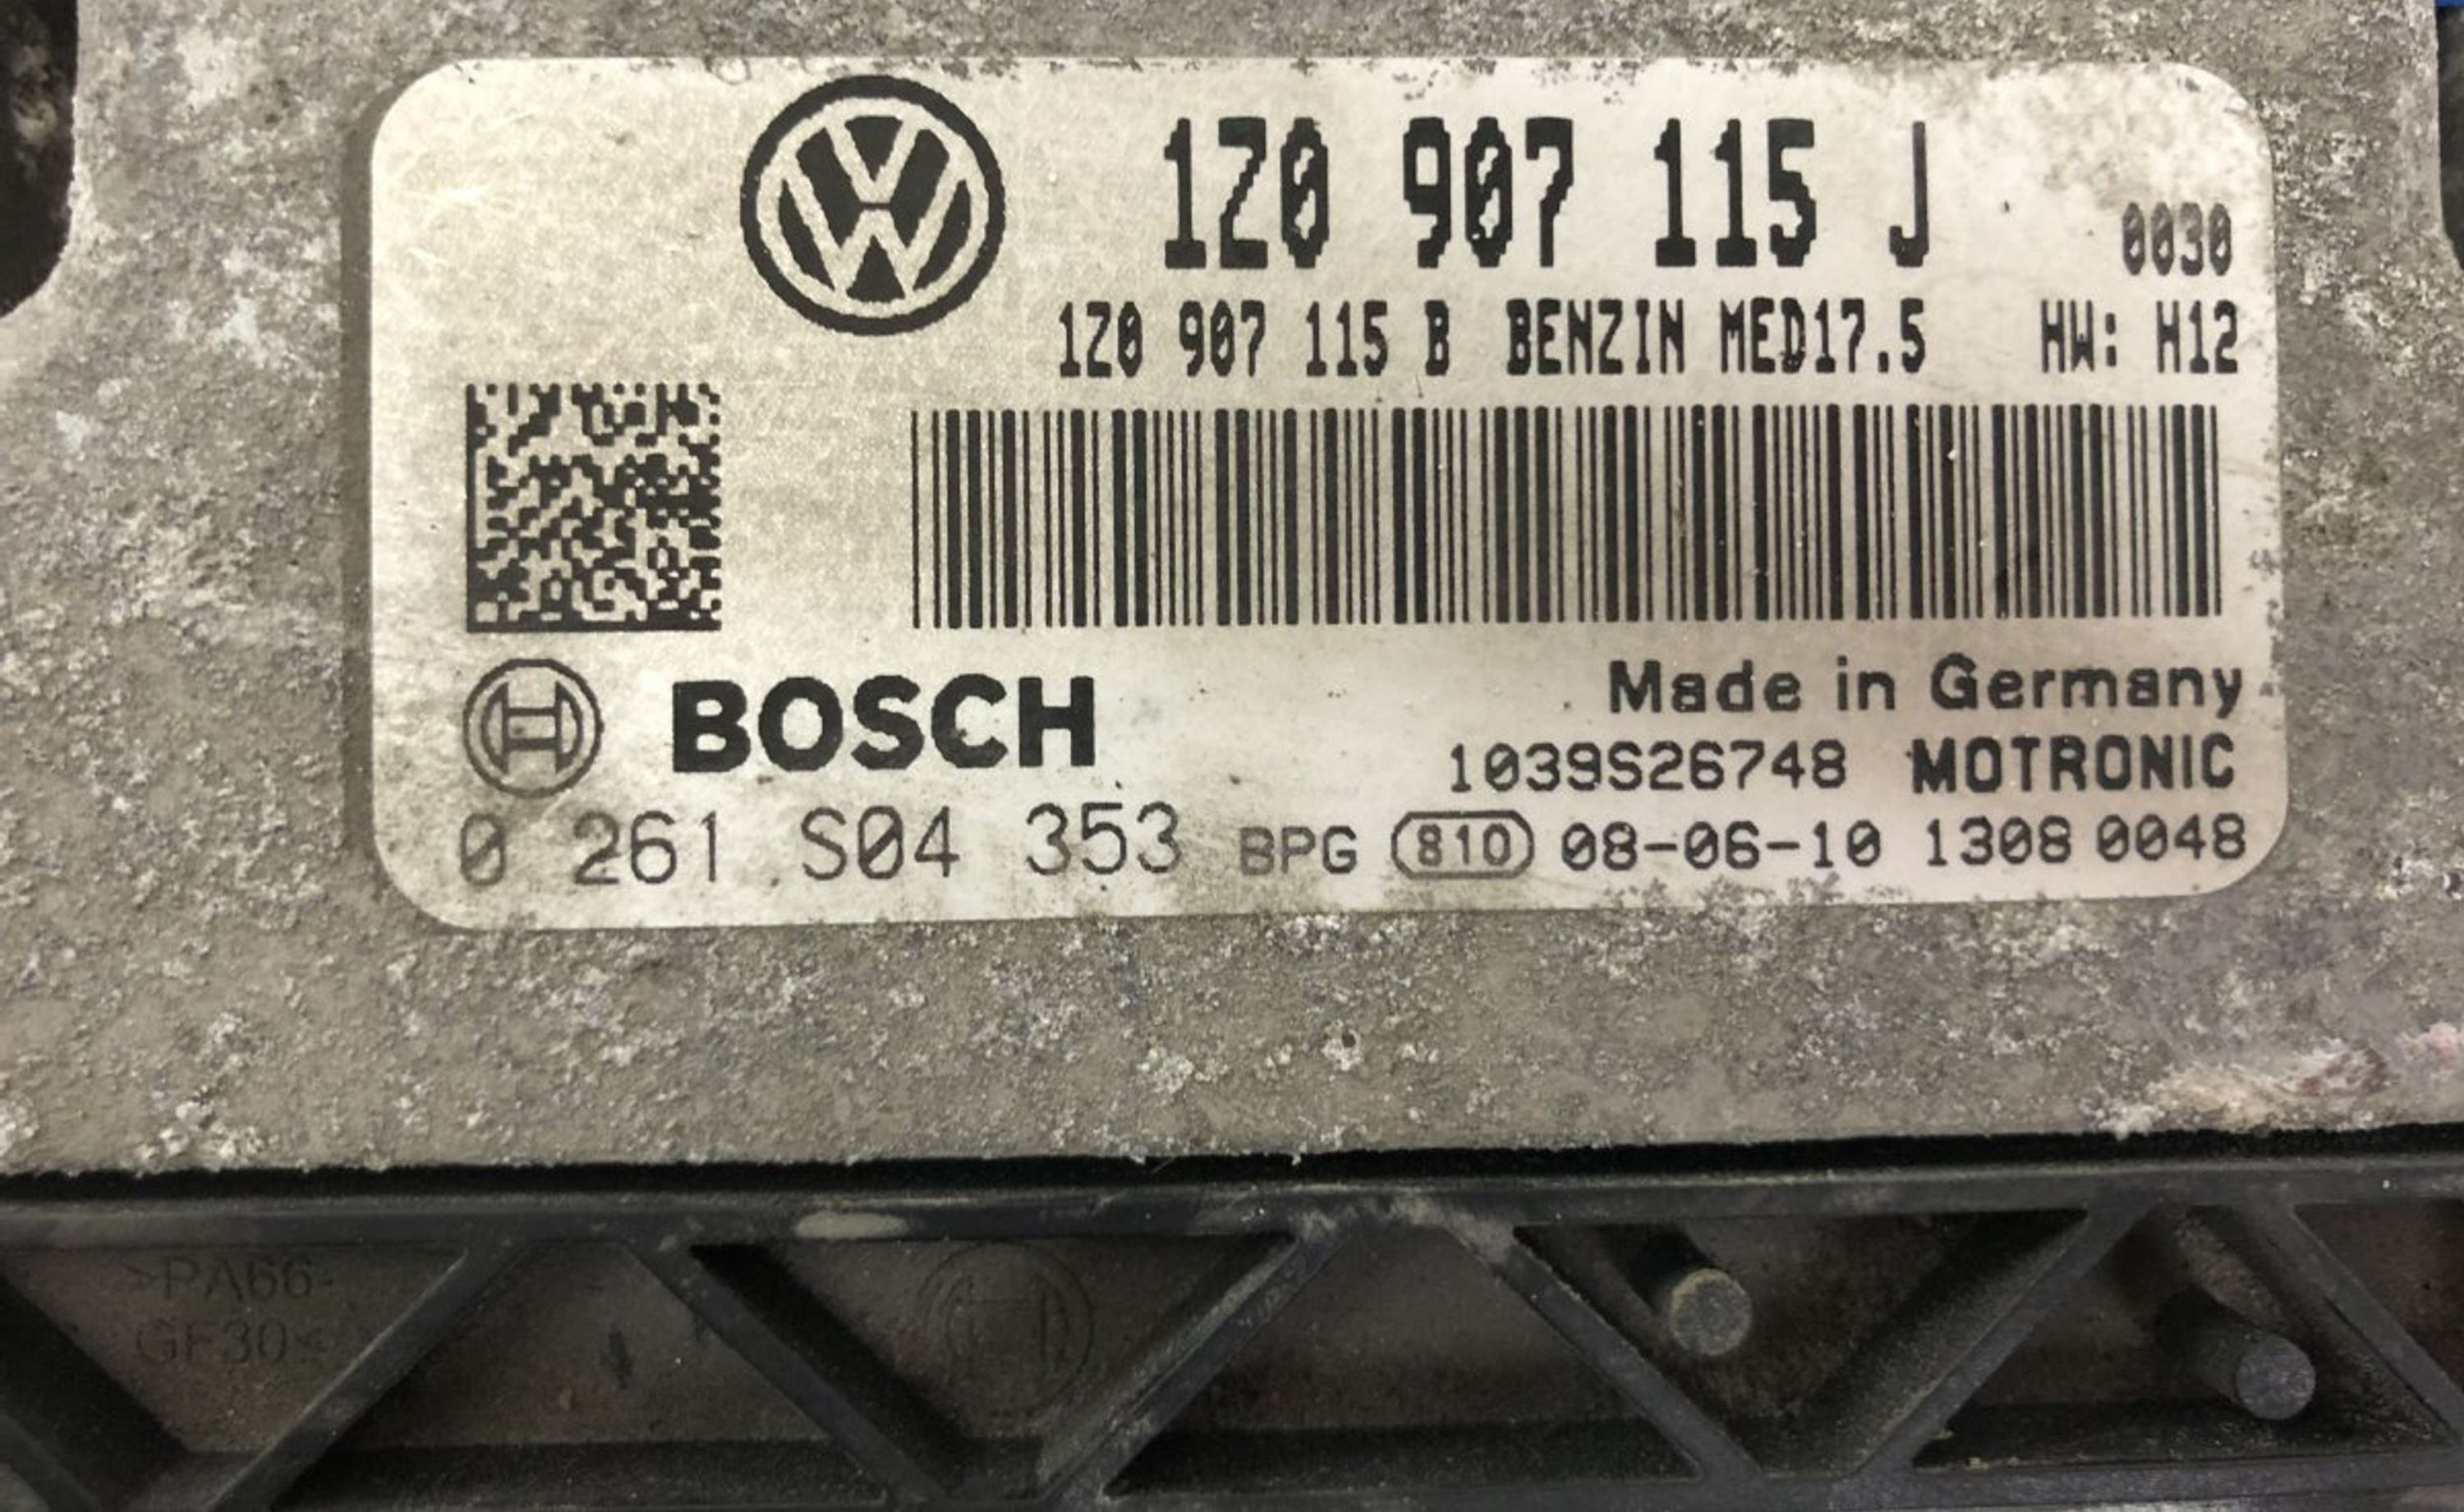 1Z0 907 115 J 0030
1Z0 907 115 B BENZIN MED17.5 HW: H12
Made in Germany
BOSCH
1039S26748 MOTRONIC
0 261 S04 353 BPG 810 08-06-10 1308 0048
>PA66-
GF30<